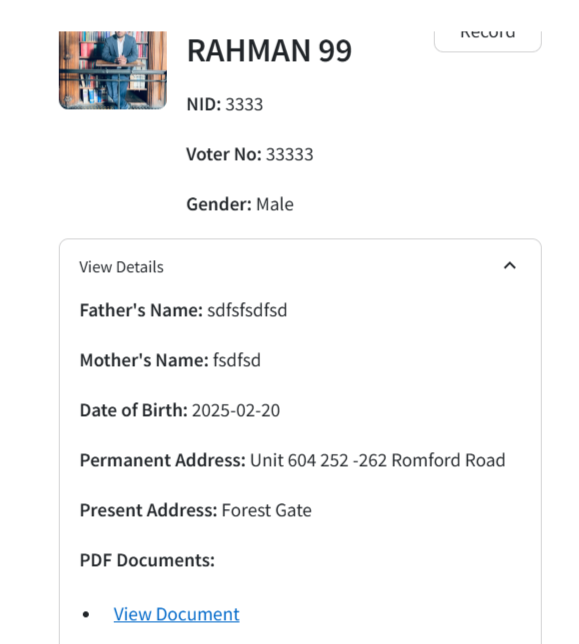 Record
RAHMAN 99
NID: 3333
Voter No: 33333
Gender: Male
View Details
Father's Name: sdfsfsdfsd
Mother's Name: fsdfsd
Date of Birth: 2025-02-20
Permanent Address: Unit 604 252 -262 Romford Road
Present Address: Forest Gate
PDF Documents:
View Document